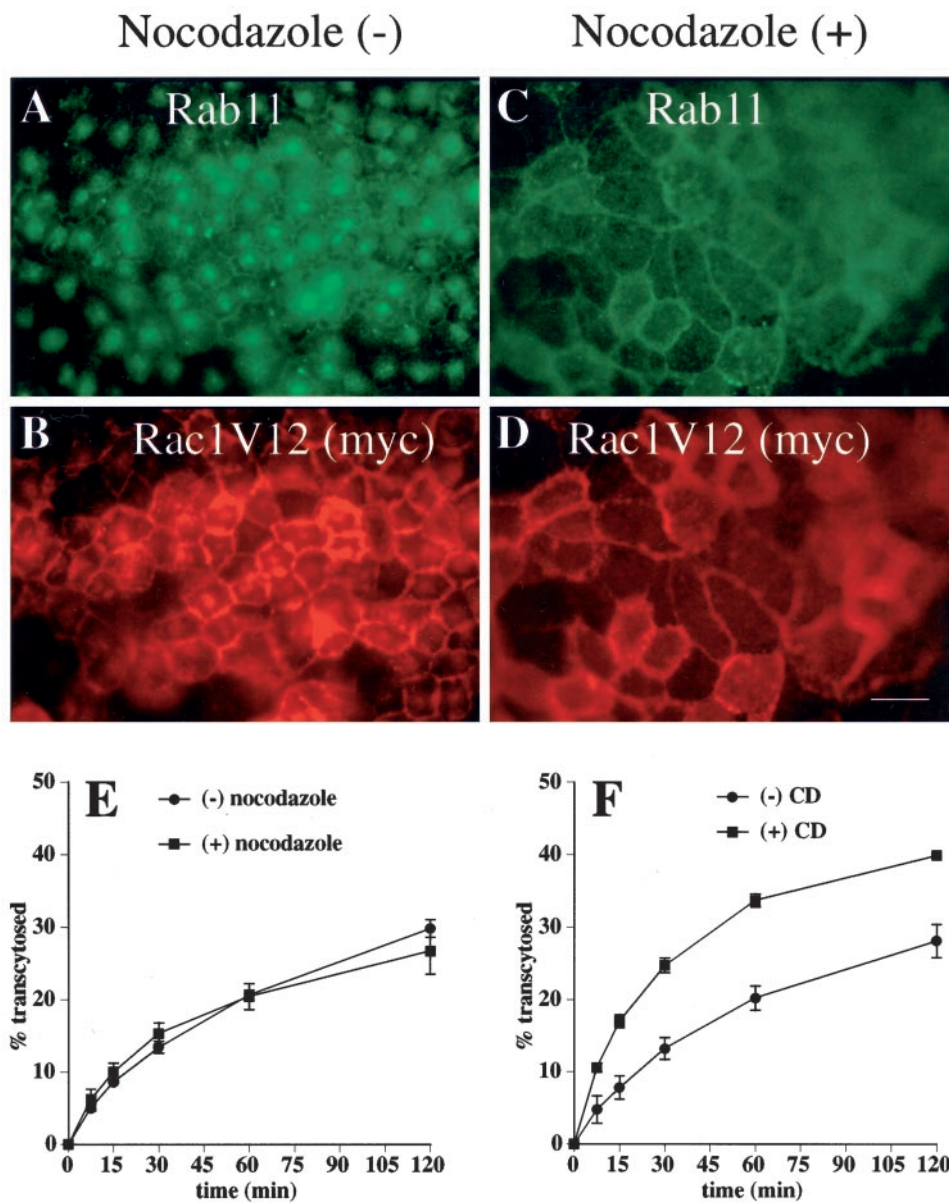 Nocodazole (-)
Nocodazole (+)
A
Rab11
C
Rab11
B
Rac1V12 (myc)
D
Rac1V12 (myc)
E
(-) nocodazole
(+) nocodazole
% transcytosed
50
40
30
20
10
0
0 15 30 45 60 75 90 105 120
time (min)
F
(-) CD
(+) CD
% transcytosed
50
40
30
20
10
0
0 15 30 45 60 75 90 105 120
time (min)